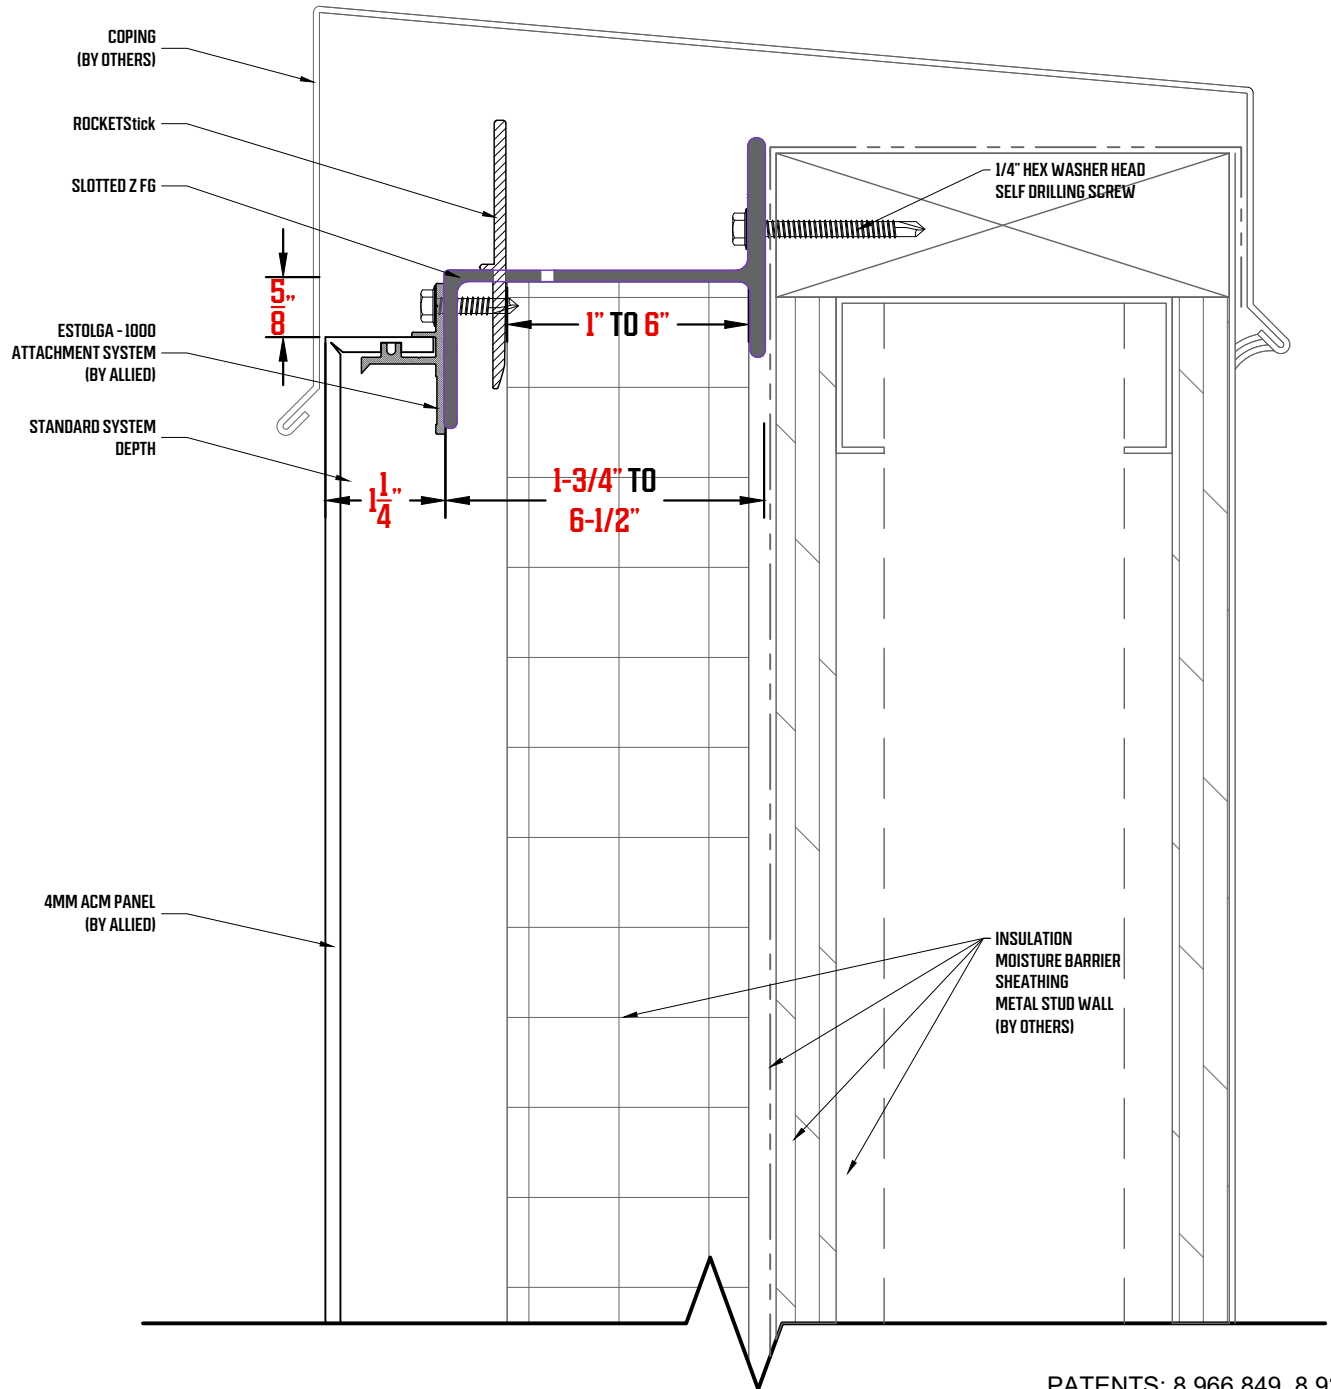 COPING
(BY OTHERS)
ROCKETStick
SLOTTED Z FG
1/4" HEX WASHER HEAD
SELF DRILLING SCREW
5/8"
1" TO 6"
ESTOLGA - 1000
ATTACHMENT SYSTEM
(BY ALLIED)
STANDARD SYSTEM
DEPTH
1 1/4"
1-3/4" TO
6-1/2"
4MM ACM PANEL
(BY ALLIED)
INSULATION
MOISTURE BARRIER
SHEATHING
METAL STUD WALL
(BY OTHERS)
PATENTS: 8,966,849